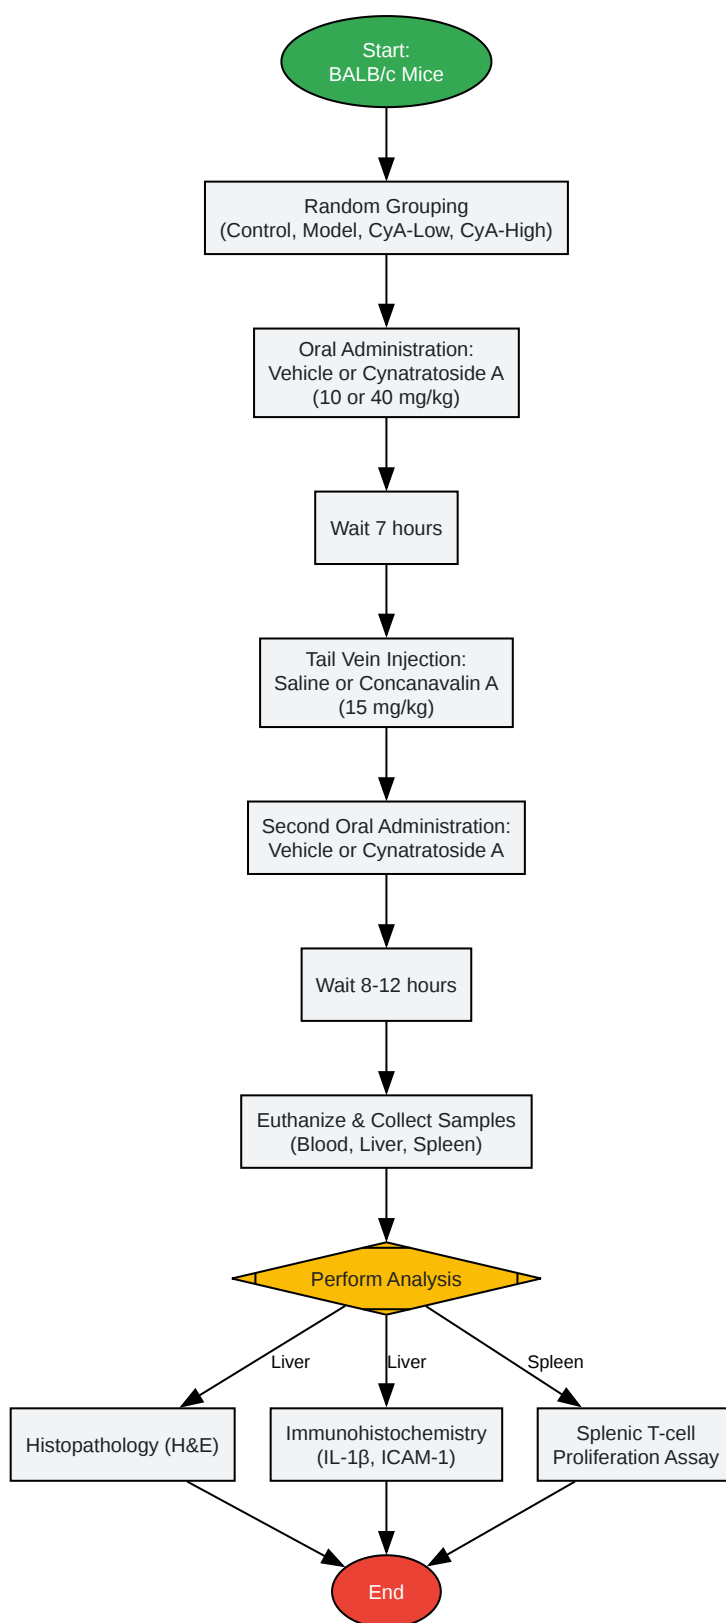 Start:
BALB/c Mice
Random Grouping
(Control, Model, CyA-Low, CyA-High)
Oral Administration:
Vehicle or Cynatratoside A
(10 or 40 mg/kg)
Wait 7 hours
Tail Vein Injection:
Saline or Concanavalin A
(15 mg/kg)
Second Oral Administration:
Vehicle or Cynatratoside A
Wait 8-12 hours
Euthanize & Collect Samples
(Blood, Liver, Spleen)
Perform Analysis
Liver
Liver
Spleen
Histopathology (H&E)
Immunohistochemistry
(IL-1β, ICAM-1)
Splenic T-cell
Proliferation Assay
End